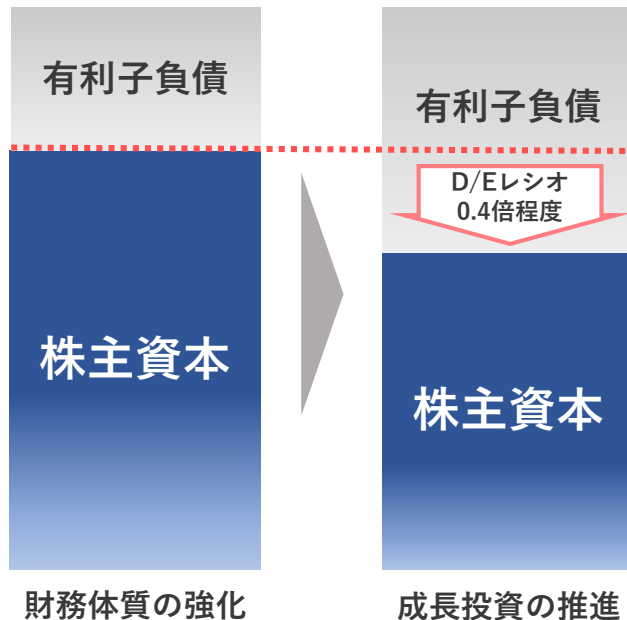 有利子負債
株主資本
財務体質の強化
有利子負債
D/Eレシオ
0.4倍程度
株主資本
成長投資の推進